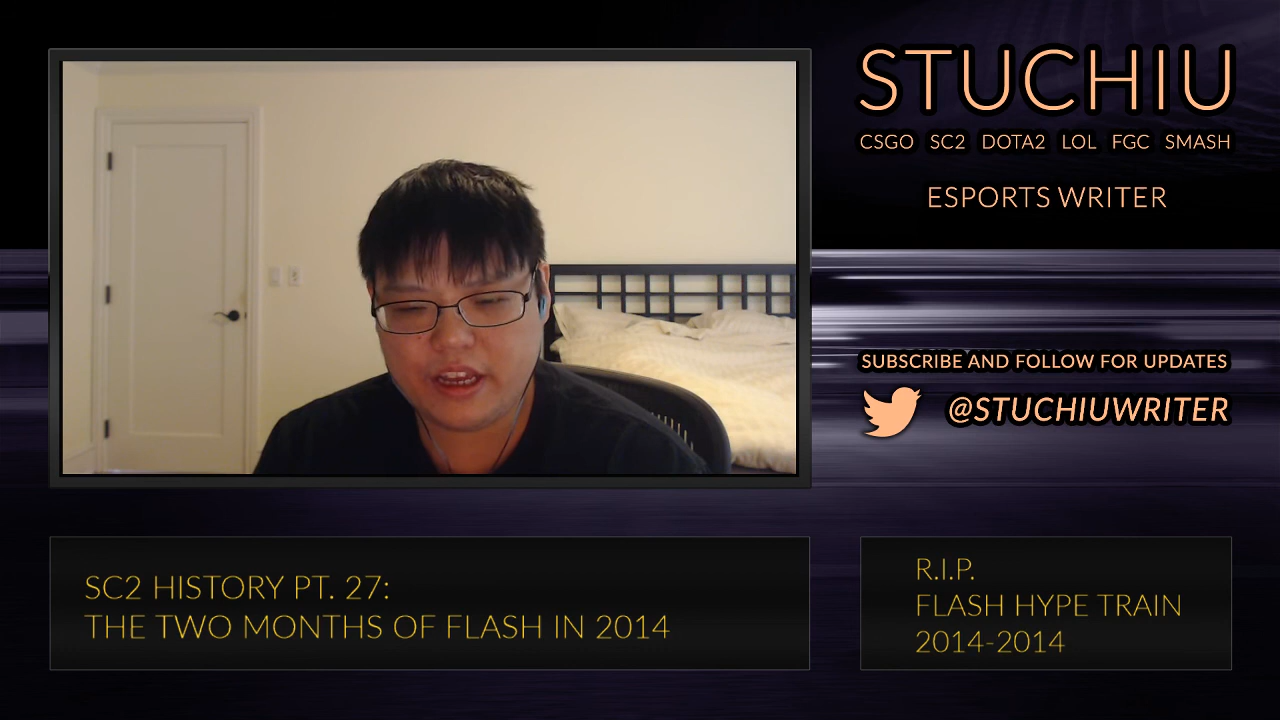 STUCHIU
CSGO SC2 DOTA2 LOL FGC SMASH
ESPORTS WRITER
SUBSCRIBE AND FOLLOW FOR UPDATES
@STUCHIUWRITER
SC2 HISTORY PT. 27:
THE TWO MONTHS OF FLASH IN 2014
R.I.P.
FLASH HYPE TRAIN
2014-2014